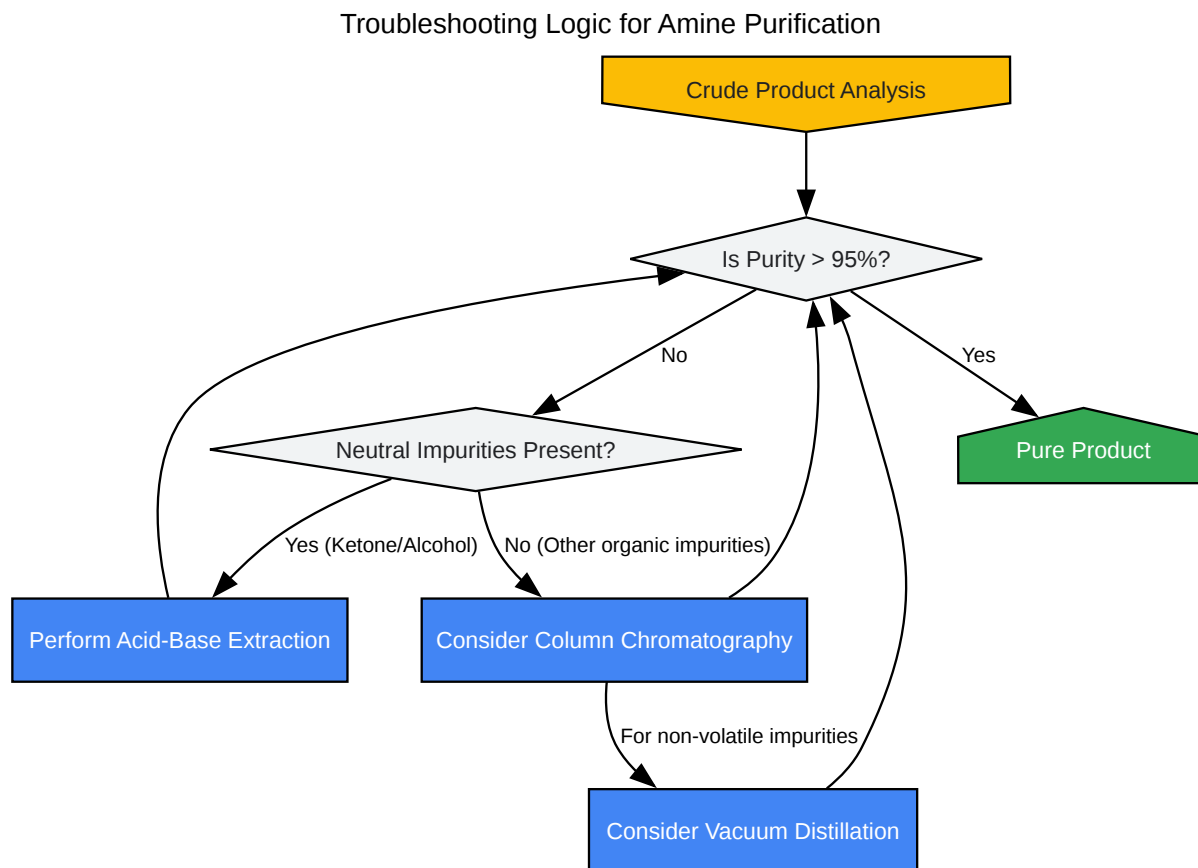 Troubleshooting Logic for Amine Purification
Crude Product Analysis
Is Purity > 95%?
No
Yes
Neutral Impurities Present?
Pure Product
Yes (Ketone/Alcohol)
No (Other organic impurities)
Perform Acid-Base Extraction
Consider Column Chromatography
For non-volatile impurities
Consider Vacuum Distillation